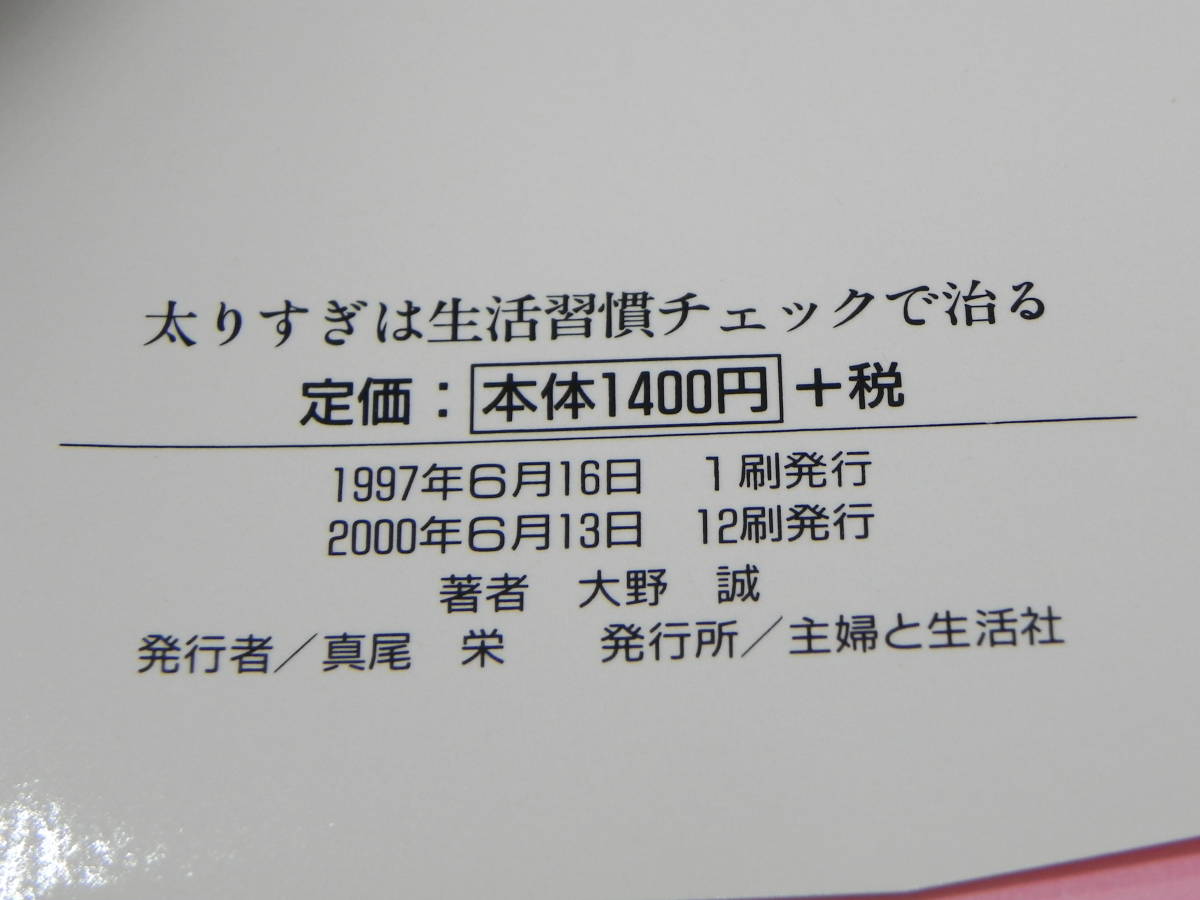 太りすぎは生活習慣チェックで治る
定価：本体1400円＋税
1997年6月16日　1刷発行
2000年6月13日　12刷発行
著者　大野　誠
発行者／真尾　栄　　発行所／主婦と生活社